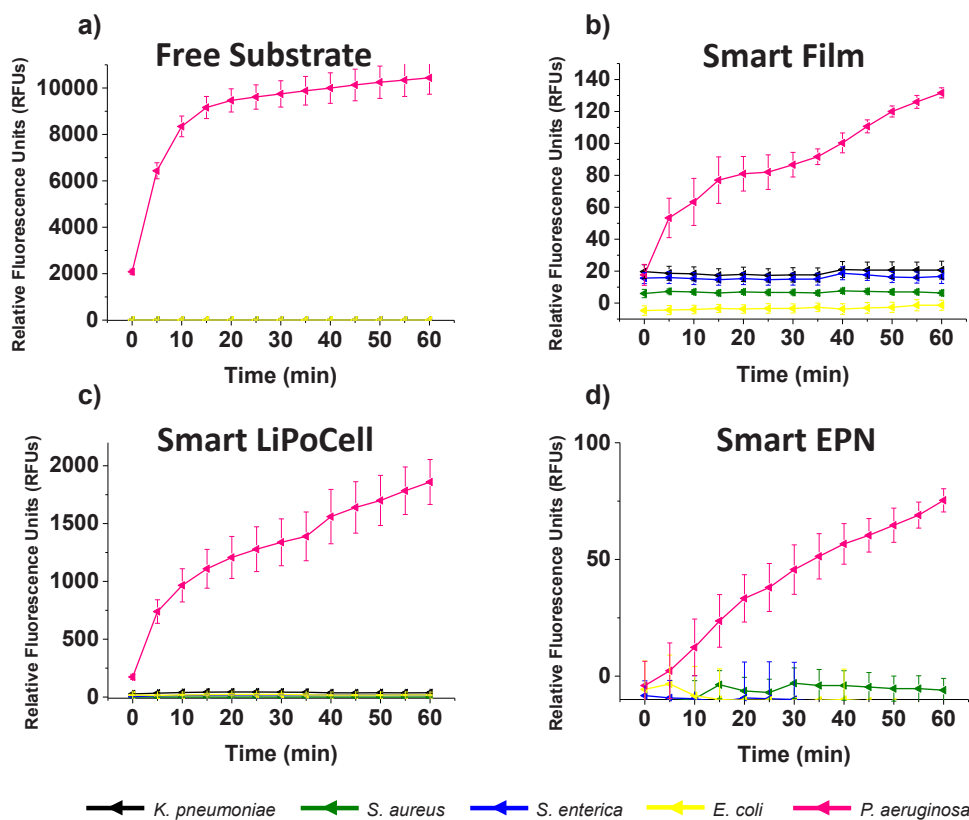 a)
Free Substrate
Relative Fluorescence Units (RFUs)
10000
8000
6000
4000
2000
0
0 10 20 30 40 50 60
Time (min)
b)
Smart Film
Relative Fluorescence Units (RFUs)
140
120
100
80
60
40
20
0
0 10 20 30 40 50 60
Time (min)
c)
Smart LiPoCell
Relative Fluorescence Units (RFUs)
2000
1500
1000
500
0
0 10 20 30 40 50 60
Time (min)
d)
Smart EPN
Relative Fluorescence Units (RFUs)
100
50
0
0 10 20 30 40 50 60
Time (min)
K. pneumoniae S. aureus S. enterica E. coli P. aeruginosa